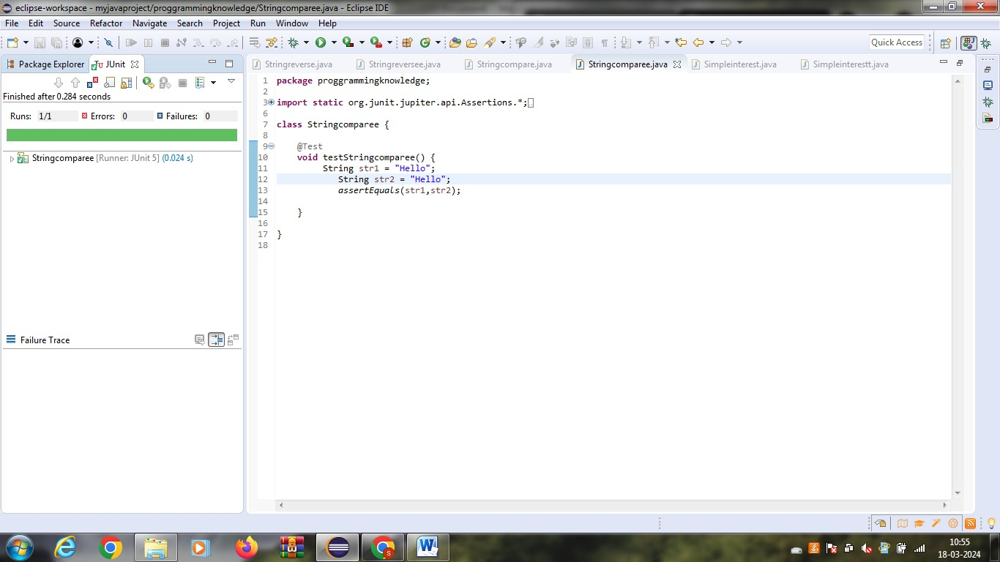 eclipse-workspace - myjavaproject/proggrammingknowledge/Stringcomparee.java - Eclipse IDE
File Edit Source Refactor Navigate Search Project Run Window Help
Quick Access
Package Explorer JUnit
Stringreverse.java Stringreversee.java Stringcompare.java Stringcomparee.java Simpleinterest.java Simpleinterestt.java
Finished after 0.284 seconds
Runs: 1/1 Errors: 0 Failures: 0
Stringcomparee [Runner: JUnit 5] (0.024 s)
Failure Trace
1 package proggrammingknowledge;
2
3 import static org.junit.jupiter.api.Assertions.*;
6
7 class Stringcomparee {
8
9 @Test
10 void testStringcomparee() {
11 String str1 = "Hello";
12 String str2 = "Hello";
13 assertEquals(str1,str2);
14
15 }
16
17 }
18
10:55
18-03-2024